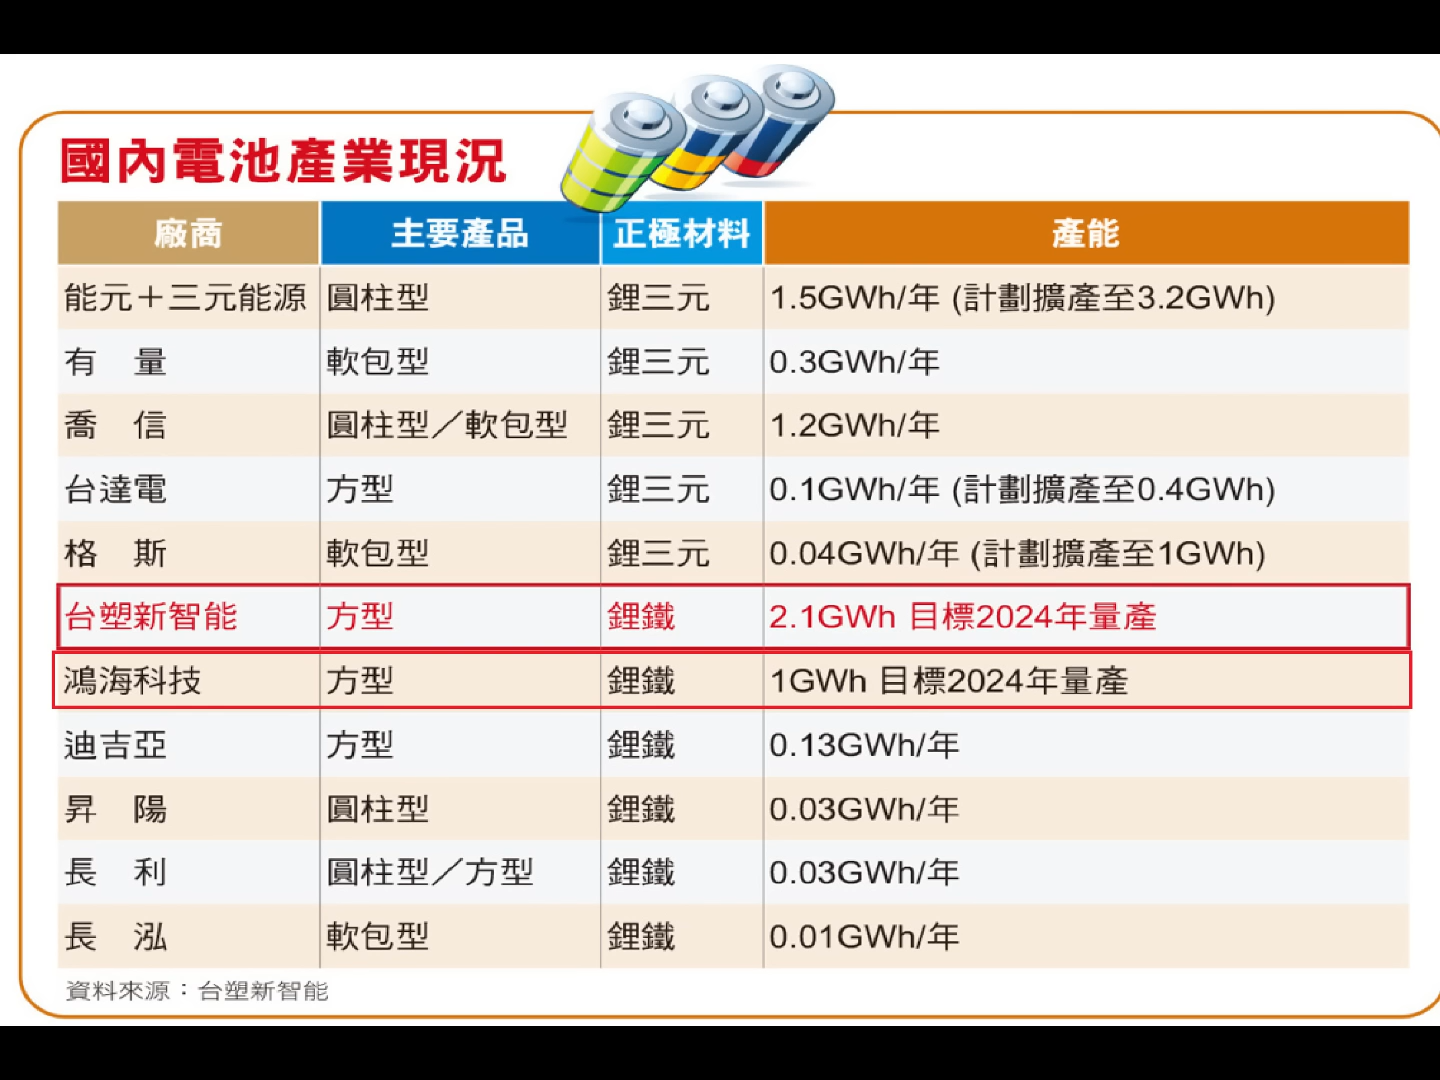 國內電池產業現況
廠商 主要產品 正極材料 產能
能元＋三元能源 圓柱型 鋰三元 1.5GWh/年 (計劃擴產至3.2GWh)
有　量 軟包型 鋰三元 0.3GWh/年
喬　信 圓柱型／軟包型 鋰三元 1.2GWh/年
台達電 方型 鋰三元 0.1GWh/年 (計劃擴產至0.4GWh)
格　斯 軟包型 鋰三元 0.04GWh/年 (計劃擴產至1GWh)
台塑新智能 方型 鋰鐵 2.1GWh 目標2024年量產
鴻海科技 方型 鋰鐵 1GWh 目標2024年量產
迪吉亞 方型 鋰鐵 0.13GWh/年
昇　陽 圓柱型 鋰鐵 0.03GWh/年
長　利 圓柱型／方型 鋰鐵 0.03GWh/年
長　泓 軟包型 鋰鐵 0.01GWh/年
資料來源：台塑新智能